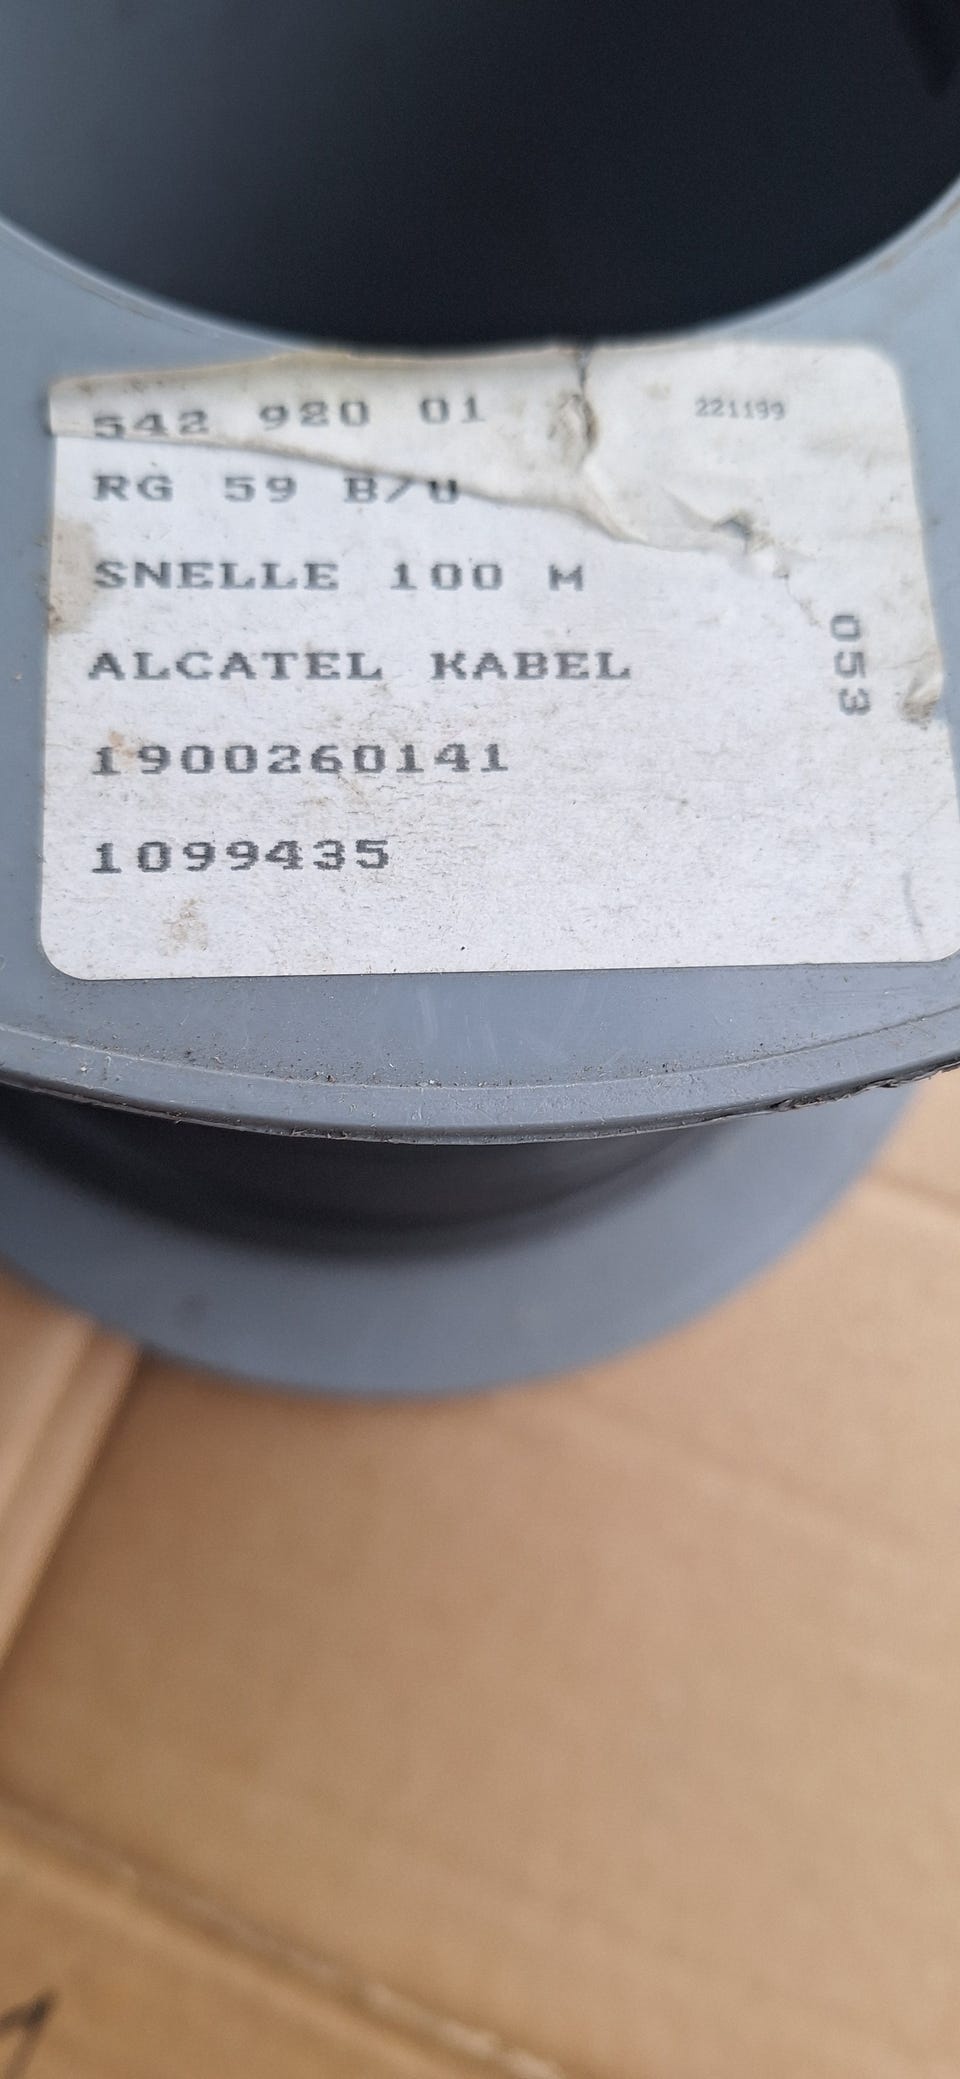 542 920 01 221199
RG 59 B/U
SNELLE 100 M
ALCATEL KABEL
1900260141
1099435
053